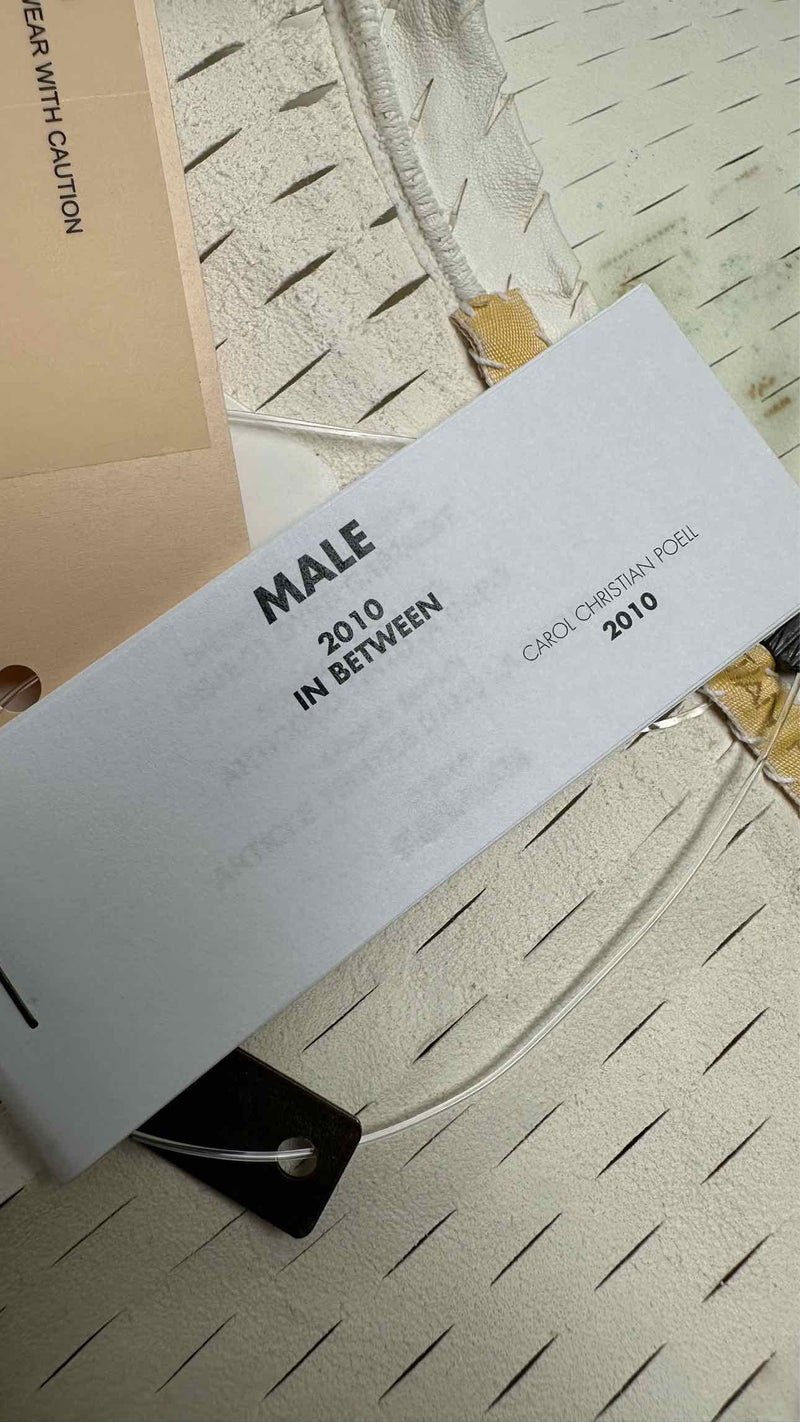 WEAR WITH CAUTION
MALE
2010
IN BETWEEN
CAROL CHRISTIAN POELL
2010